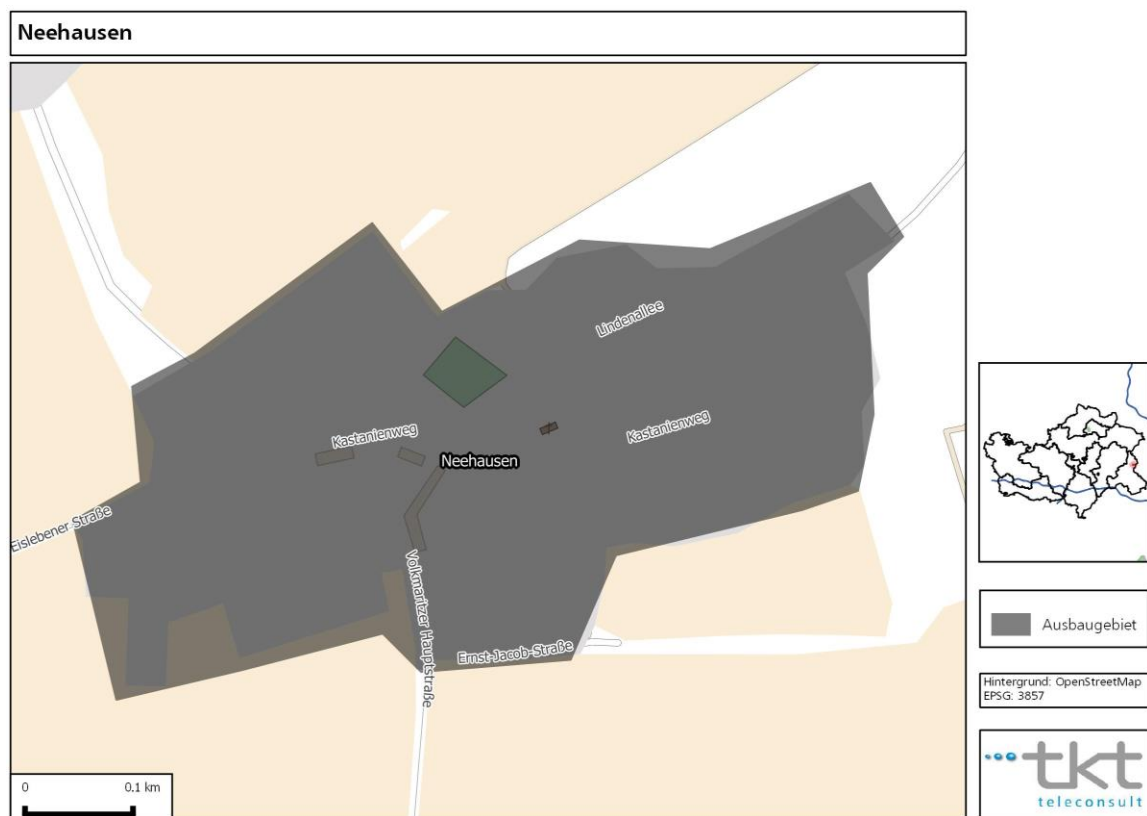 Neehausen
Lindenallee
Kastanienweg
Kastanienweg
Neehausen
Eislebener Straße
Volkmaritzer Hauptstraße
Ernst-Jacob-Straße
0 0.1 km
Ausbaugebiet
Hintergrund: OpenStreetMap
EPSG: 3857
tkt
teleconsult